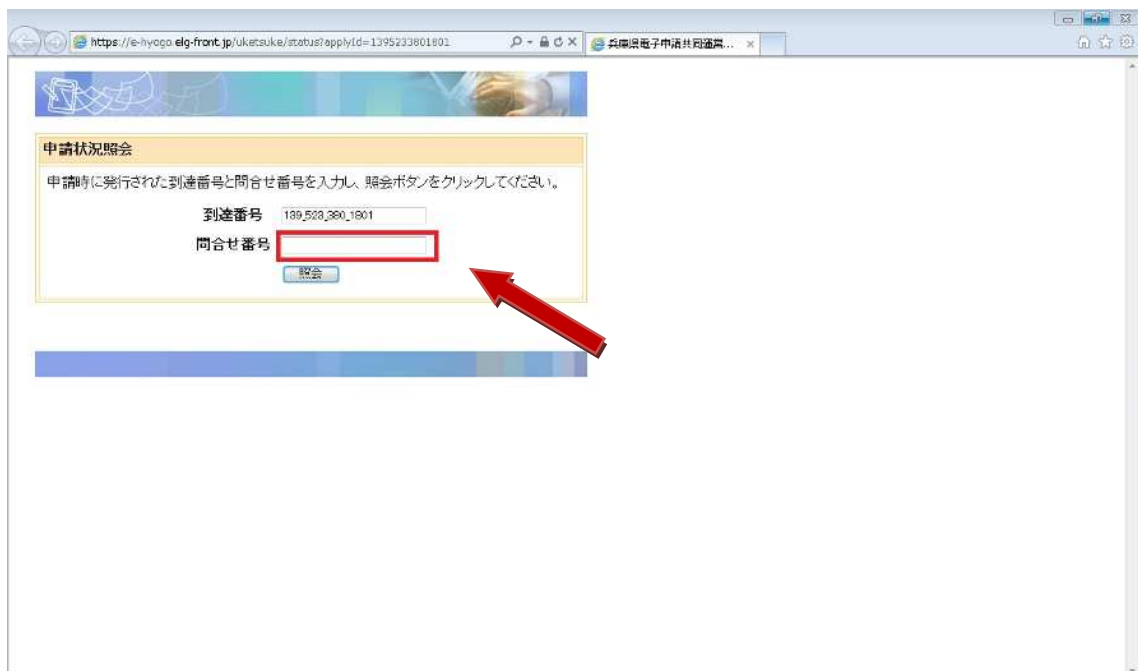 https://e-hyogo.elg-front.jp/uketsuke/status?applyId=1395233801801
兵庫県電子申請共同運営...
申請状況照会
申請時に発行された到達番号と問合せ番号を入力し、照会ボタンをクリックしてください。
到達番号 139,523,380,1801
問合せ番号
照会